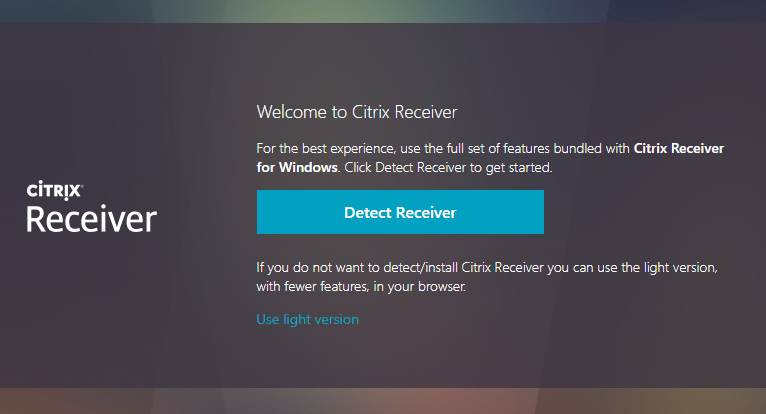 Welcome to Citrix Receiver
For the best experience, use the full set of features bundled with Citrix Receiver
for Windows. Click Detect Receiver to get started.
CİTRIX®
Receiver
Detect Receiver
If you do not want to detect/install Citrix Receiver you can use the light version,
with fewer features, in your browser.
Use light version